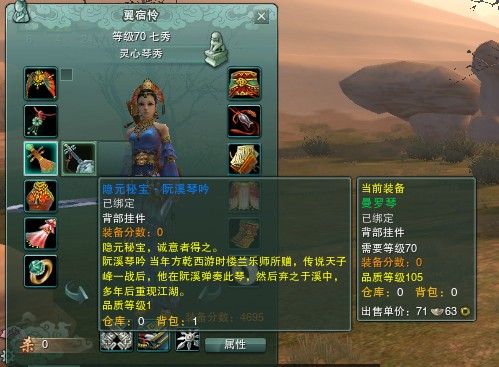 翼宿怜
等级70 七秀
灵心琴秀
隐元秘宝·阮溪琴吟
已绑定
背部挂件
装备分数：0
隐元秘宝，诚意者得之。
阮溪琴吟 当年方乾西游时楼兰乐师所赠，传说天子
峰一战后，他在阮溪弹奏此琴，然后弃之于溪中，
多年后重现江湖。
品质等级1
仓库：0 背包：1
当前装备
曼罗琴
已绑定
背部挂件
需要等级70
装备分数：0
品质等级105
仓库：0 背包：0
出售单价：71 63
装备分数：4695
杀 0
属性